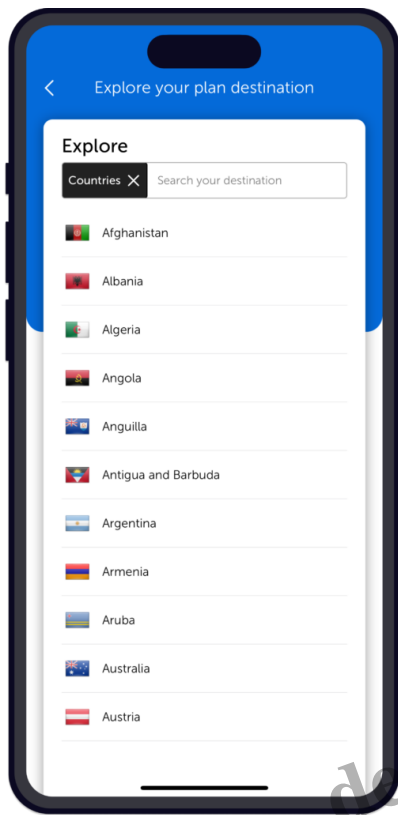 Explore your plan destination
Explore
Countries Search your destination
Afghanistan
Albania
Algeria
Angola
Anguilla
Antigua and Barbuda
Argentina
Armenia
Aruba
Australia
Austria